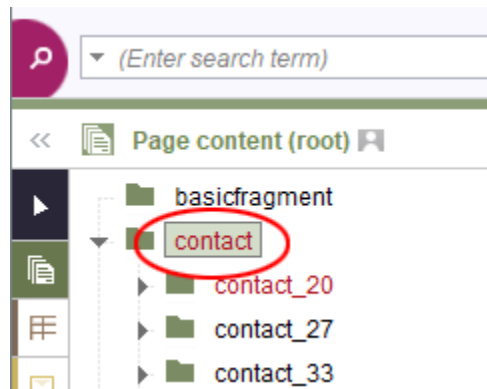 (Enter search term)
Page content (root)
basicfragment
contact
contact_20
contact_27
contact_33